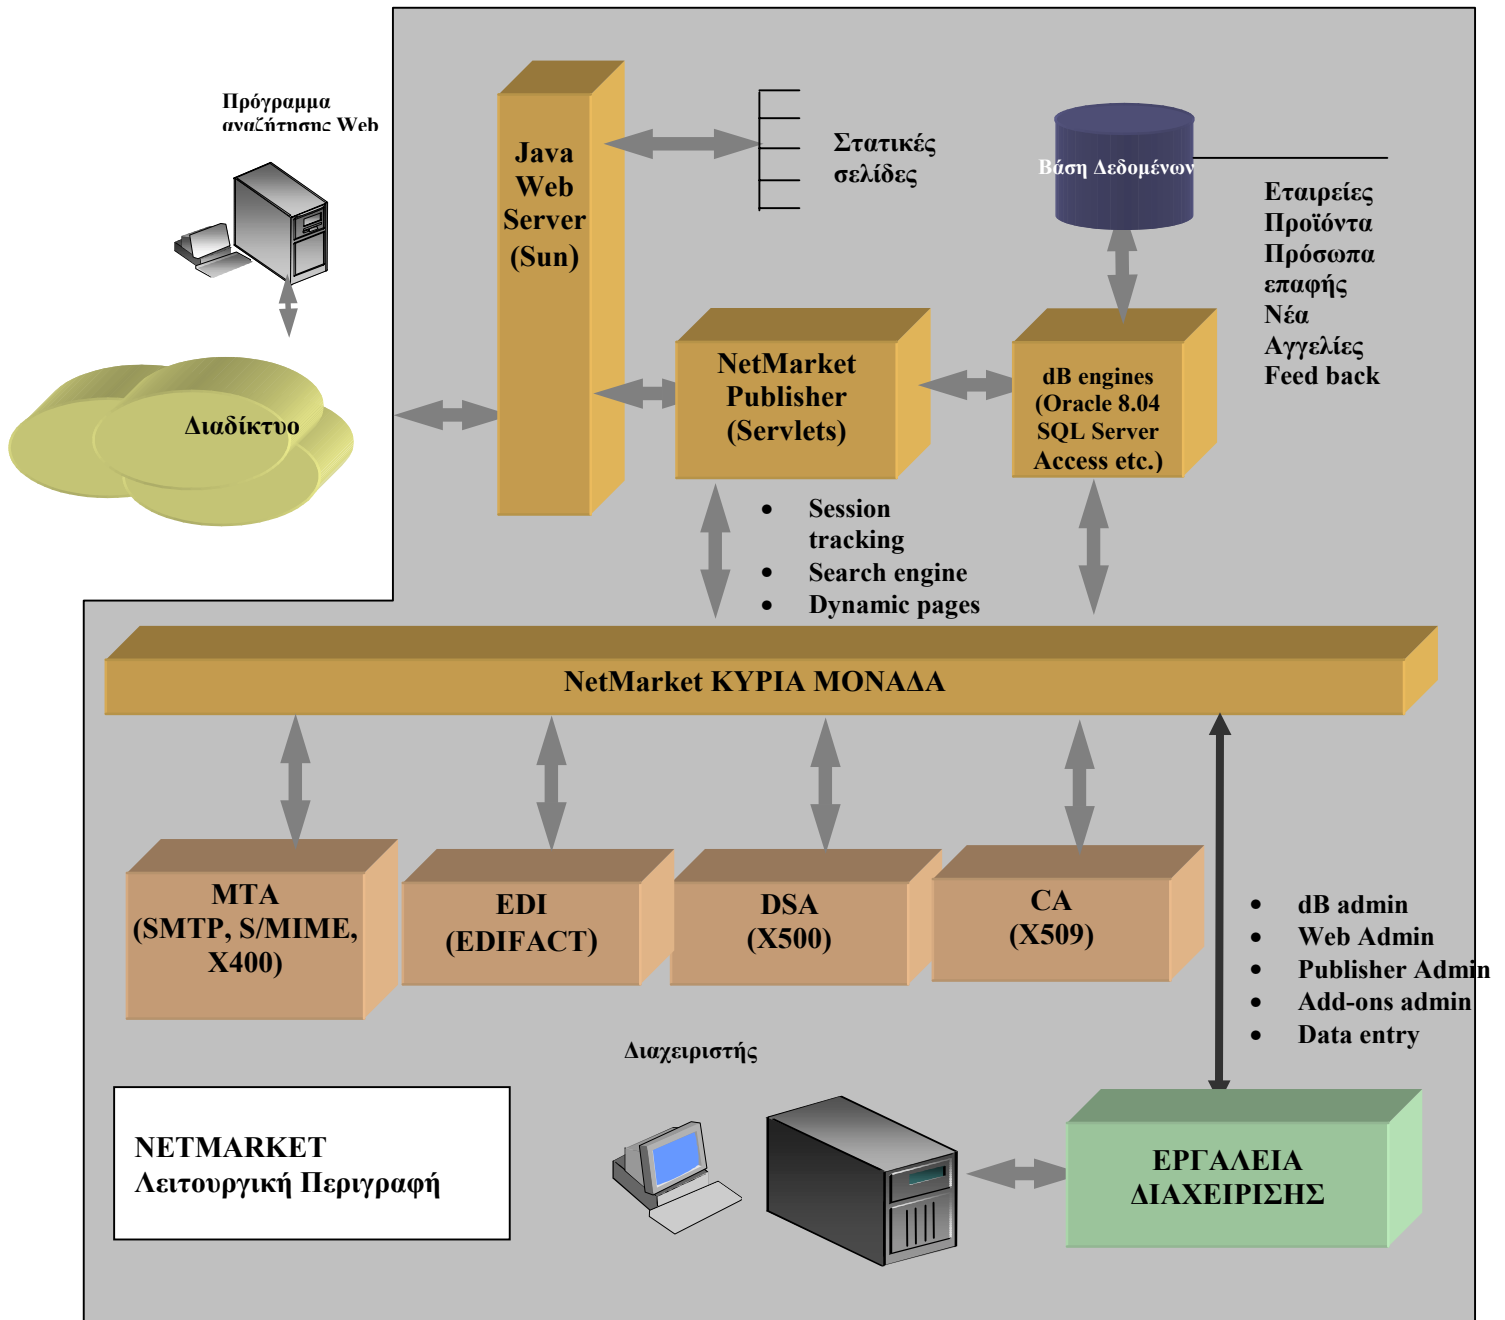 Πρόγραμμα
αναζήτησης Web
Διαδίκτυο
Java
Web
Server
(Sun)
Στατικές
σελίδες
Βάση Δεδομένων
Εταιρείες
Προϊόντα
Πρόσωπα
επαφής
Νέα
Αγγελίες
Feed back
NetMarket
Publisher
(Servlets)
dB engines
(Oracle 8.04
SQL Server
Access etc.)
• Session
tracking
• Search engine
• Dynamic pages
NetMarket ΚΥΡΙΑ ΜΟΝΑΔΑ
MTA
(SMTP, S/MIME,
X400)
EDI
(EDIFACT)
DSA
(X500)
CA
(X509)
• dB admin
• Web Admin
• Publisher Admin
• Add-ons admin
• Data entry
Διαχειριστής
NETMARKET
Λειτουργική Περιγραφή
ΕΡΓΑΛΕΙΑ
ΔΙΑΧΕΙΡΙΣΗΣ